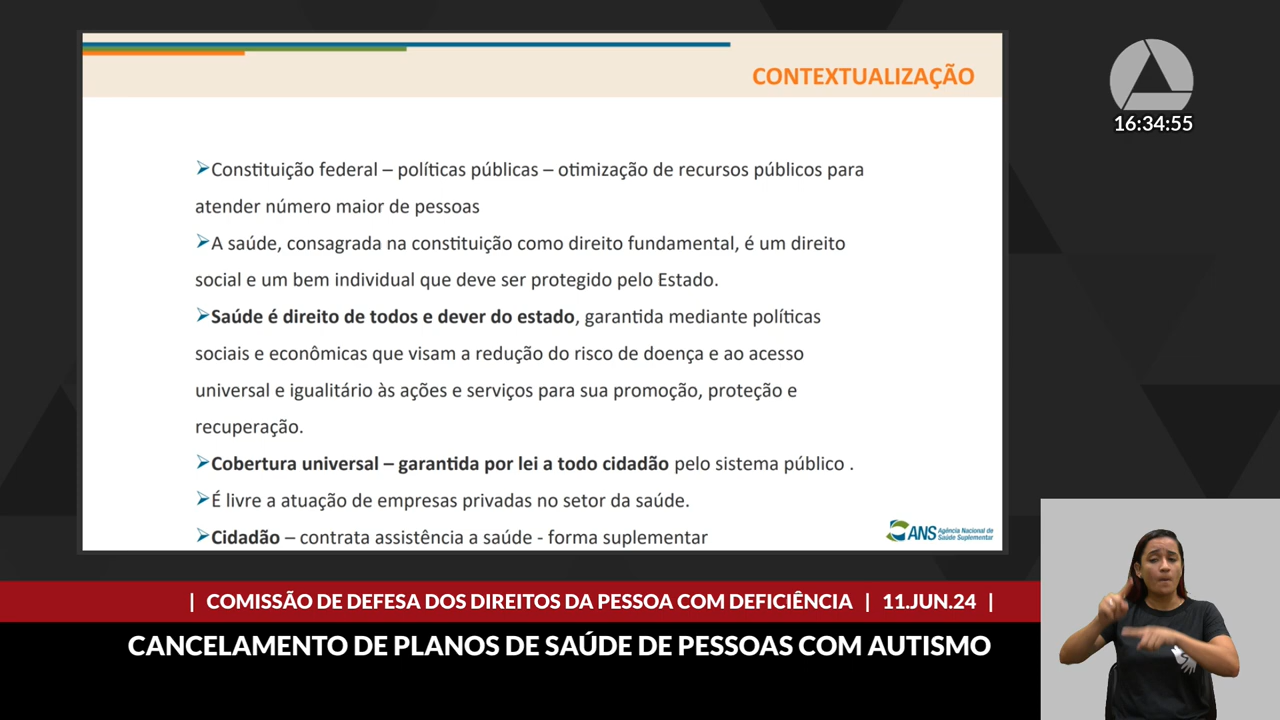 CONTEXTUALIZAÇÃO
16:34:55
➢Constituição federal – políticas públicas – otimização de recursos públicos para
atender número maior de pessoas
➢A saúde, consagrada na constituição como direito fundamental, é um direito
social e um bem individual que deve ser protegido pelo Estado.
➢Saúde é direito de todos e dever do estado, garantida mediante políticas
sociais e econômicas que visam a redução do risco de doença e ao acesso
universal e igualitário às ações e serviços para sua promoção, proteção e
recuperação.
➢Cobertura universal – garantida por lei a todo cidadão pelo sistema público .
➢É livre a atuação de empresas privadas no setor da saúde.
➢Cidadão – contrata assistência a saúde - forma suplementar
ANS Agência Nacional de
Saúde Suplementar
| COMISSÃO DE DEFESA DOS DIREITOS DA PESSOA COM DEFICIÊNCIA | 11.JUN.24 |
CANCELAMENTO DE PLANOS DE SAÚDE DE PESSOAS COM AUTISMO